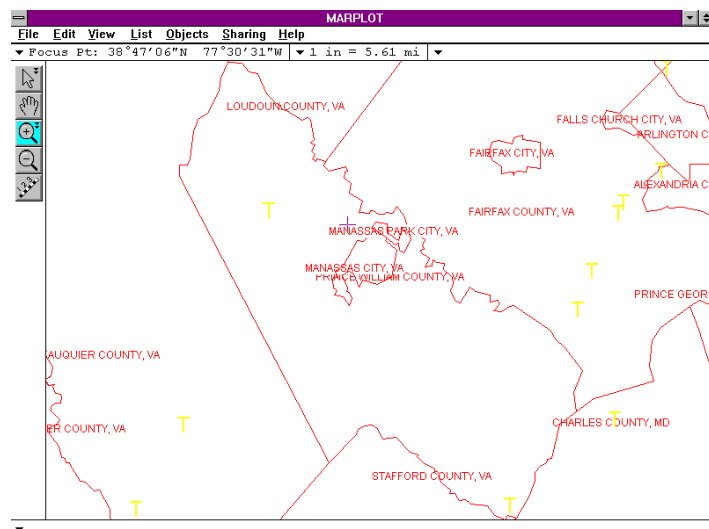 MARPLOT
File Edit View List Objects Sharing Help
Focus Pt: 38°47'06"N 77°30'31"W 1 in = 5.61 mi
LOUDOUN COUNTY, VA
FALLS CHURCH CITY, VA
ARLINGTON C
FAIRFAX CITY, VA
ALEXANDRIA C
FAIRFAX COUNTY, VA
MANASSAS PARK CITY, VA
MANASSAS CITY, VA
PRINCE WILLIAM COUNTY, VA
PRINCE GEOR
AUQUIER COUNTY, VA
ER COUNTY, VA
CHARLES COUNTY, MD
STAFFORD COUNTY, VA